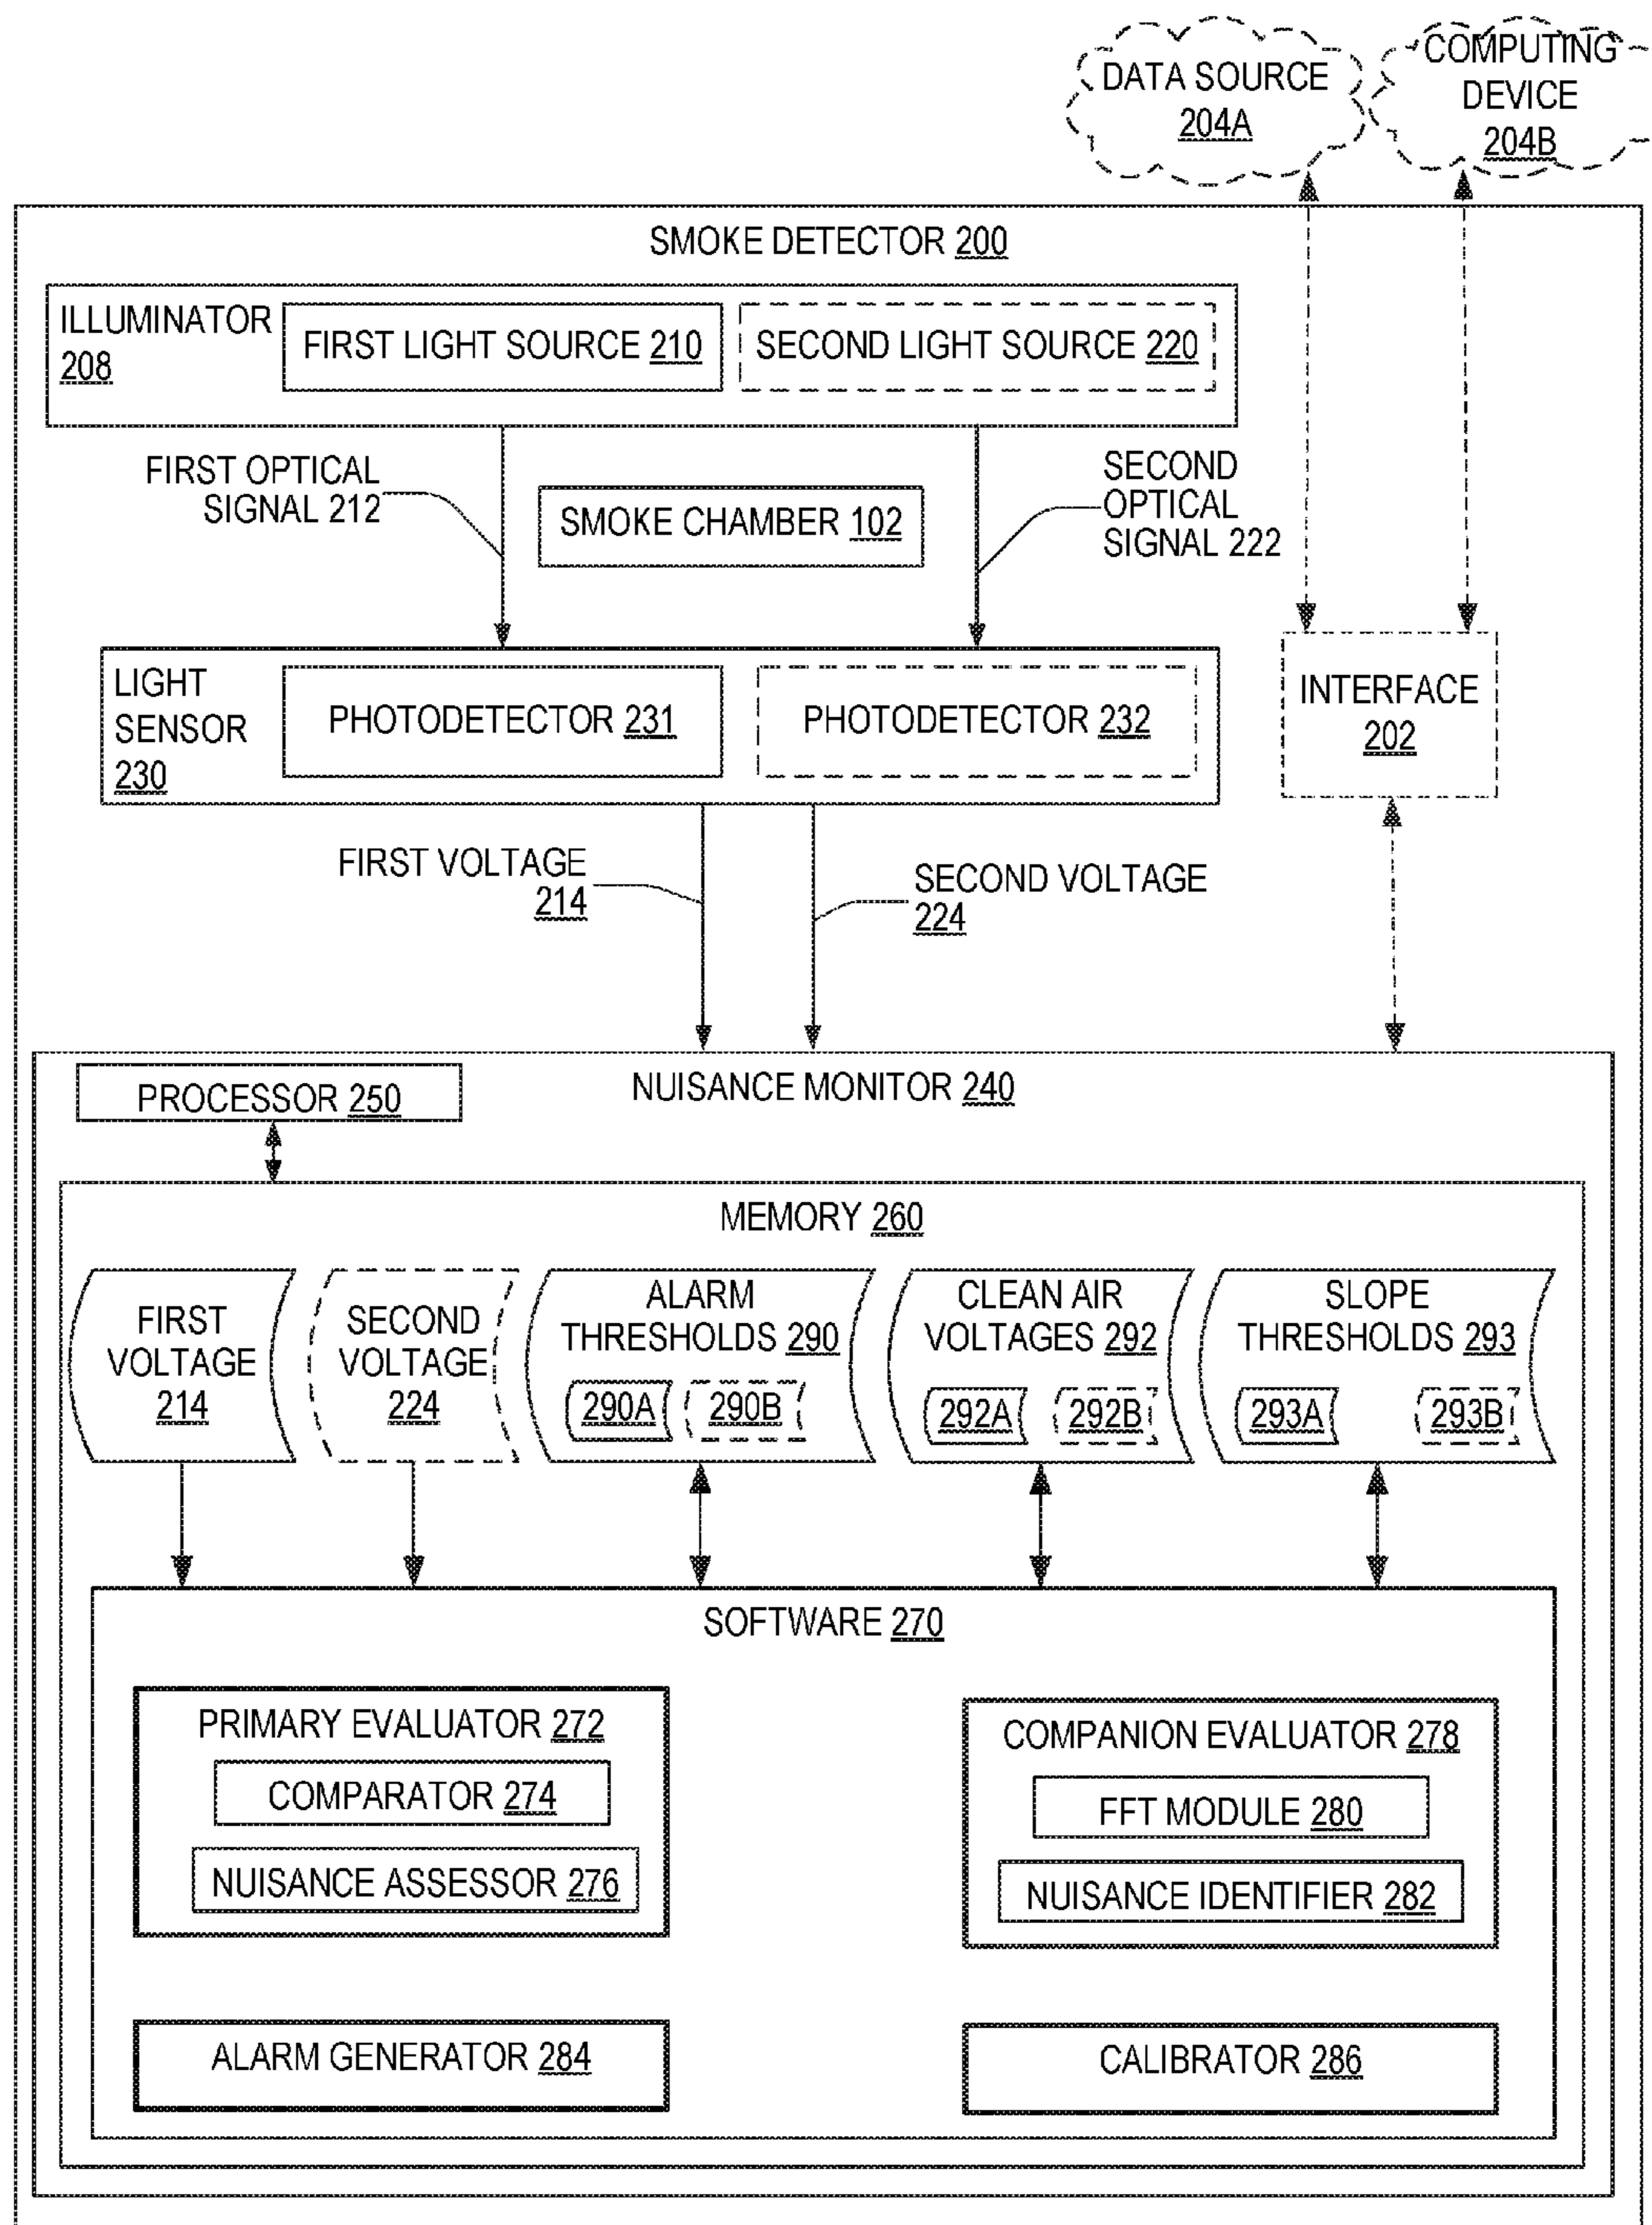 DATA SOURCE
204A
COMPUTING
DEVICE
204B
SMOKE DETECTOR 200
ILLUMINATOR
208
FIRST LIGHT SOURCE 210
SECOND LIGHT SOURCE 220
FIRST OPTICAL
SIGNAL 212
SMOKE CHAMBER 102
SECOND
OPTICAL
SIGNAL 222
LIGHT
SENSOR
230
PHOTODETECTOR 231
PHOTODETECTOR 232
INTERFACE
202
FIRST VOLTAGE
214
SECOND VOLTAGE
224
PROCESSOR 250
NUISANCE MONITOR 240
MEMORY 260
FIRST
VOLTAGE
214
SECOND
VOLTAGE
224
ALARM
THRESHOLDS 290
290A
290B
CLEAN AIR
VOLTAGES 292
292A
292B
SLOPE
THRESHOLDS 293
293A
293B
SOFTWARE 270
PRIMARY EVALUATOR 272
COMPARATOR 274
NUISANCE ASSESSOR 276
COMPANION EVALUATOR 278
FFT MODULE 280
NUISANCE IDENTIFIER 282
ALARM GENERATOR 284
CALIBRATOR 286